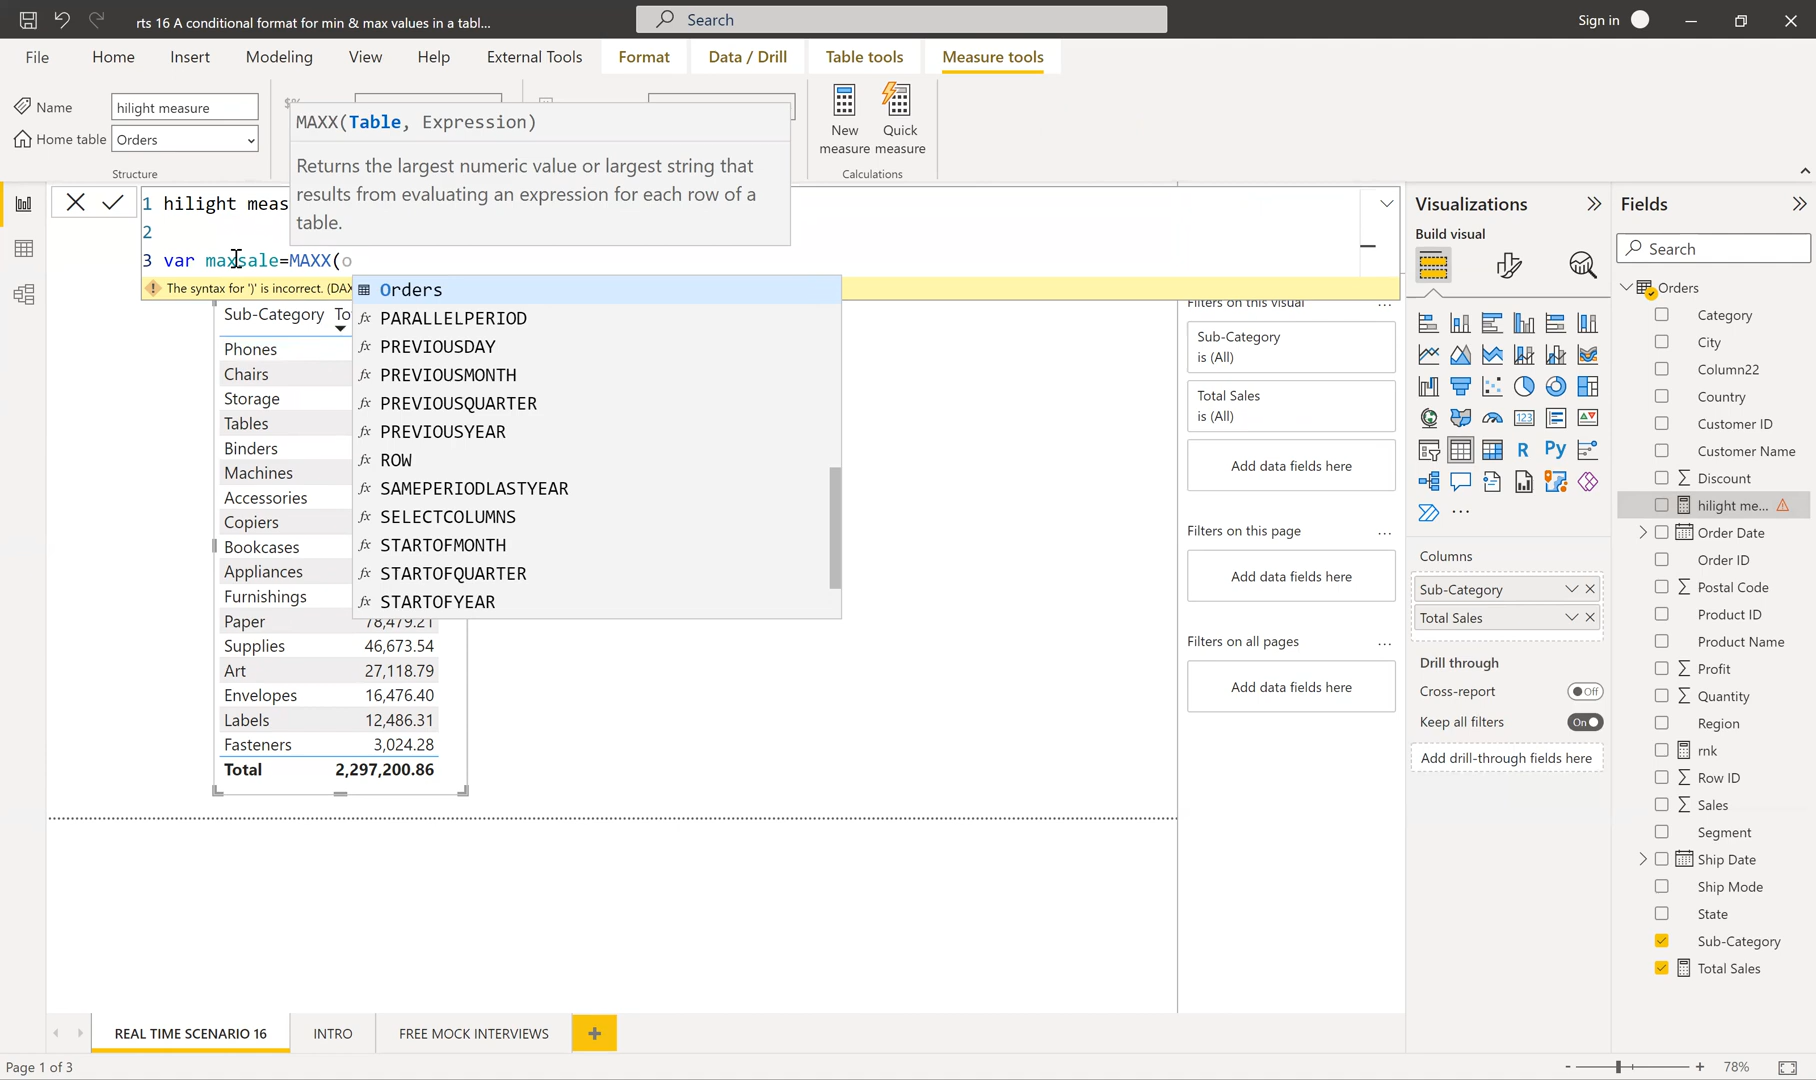 rts 16 A conditional format for min & max values in a tabl...
Search
Sign in
File
Home
Insert
Modeling
View
Help
External Tools
Format
Data / Drill
Table tools
Measure tools
Name
hilight measure
Home table
Orders
Structure
$%
New measure
Quick measure
Calculations
MAXX(Table, Expression)
Returns the largest numeric value or largest string that
results from evaluating an expression for each row of a
table.
1 hilight meas
2
3 var maxsale=MAXX(o
The syntax for ')' is incorrect. (DAX
Orders
PARALLELPERIOD
PREVIOUSDAY
PREVIOUSMONTH
PREVIOUSQUARTER
PREVIOUSYEAR
ROW
SAMEPERIODLASTYEAR
SELECTCOLUMNS
STARTOFMONTH
STARTOFQUARTER
STARTOFYEAR
Sub-Category To
Phones
Chairs
Storage
Tables
Binders
Machines
Accessories
Copiers
Bookcases
Appliances
Furnishings
Paper 78,479.21
Supplies 46,673.54
Art 27,118.79
Envelopes 16,476.40
Labels 12,486.31
Fasteners 3,024.28
Total 2,297,200.86
Filters on this visual ...
Sub-Category
is (All)
Total Sales
is (All)
Add data fields here
Filters on this page ...
Add data fields here
Filters on all pages ...
Add data fields here
Visualizations
Build visual
123
R
Py
...
Columns
Sub-Category
Total Sales
Drill through
Cross-report
Off
Keep all filters
On
Add drill-through fields here
Fields
Search
Orders
Category
City
Column22
Country
Customer ID
Customer Name
Discount
hilight me...
Order Date
Order ID
Postal Code
Product ID
Product Name
Profit
Quantity
Region
rnk
Row ID
Sales
Segment
Ship Date
Ship Mode
State
Sub-Category
Total Sales
REAL TIME SCENARIO 16
INTRO
FREE MOCK INTERVIEWS
+
Page 1 of 3
- + 78%